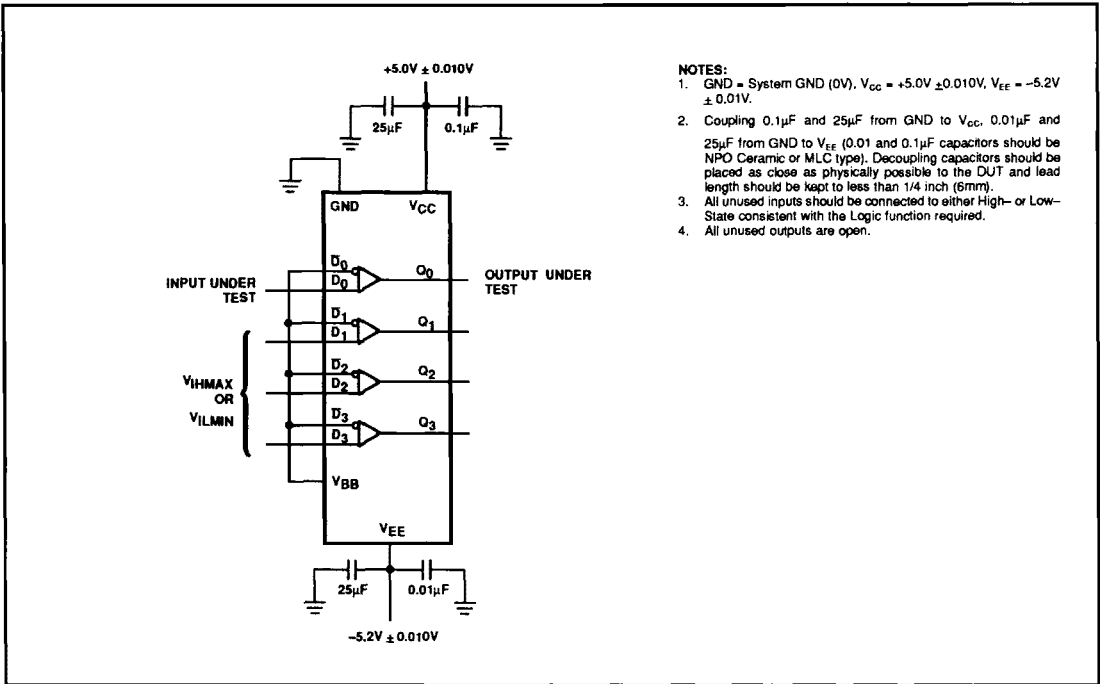 +5.0V ± 0.010V
25µF
0.1µF
GND
VCC
D̅0
D0
Q0
INPUT UNDER
TEST
OUTPUT UNDER
TEST
D̅1
D1
Q1
D̅2
D2
Q2
VIHMAX
OR
VILMIN
D̅3
D3
Q3
VBB
VEE
25µF
0.01µF
−5.2V ± 0.010V
NOTES:
1. GND = System GND (0V), VCC = +5.0V ±0.010V, VEE = −5.2V
± 0.01V.
2. Coupling 0.1µF and 25µF from GND to VCC, 0.01µF and
25µF from GND to VEE (0.01 and 0.1µF capacitors should be
NPO Ceramic or MLC type). Decoupling capacitors should be
placed as close as physically possible to the DUT and lead
length should be kept to less than 1/4 inch (6mm).
3. All unused inputs should be connected to either High– or Low–
State consistent with the Logic function required.
4. All unused outputs are open.